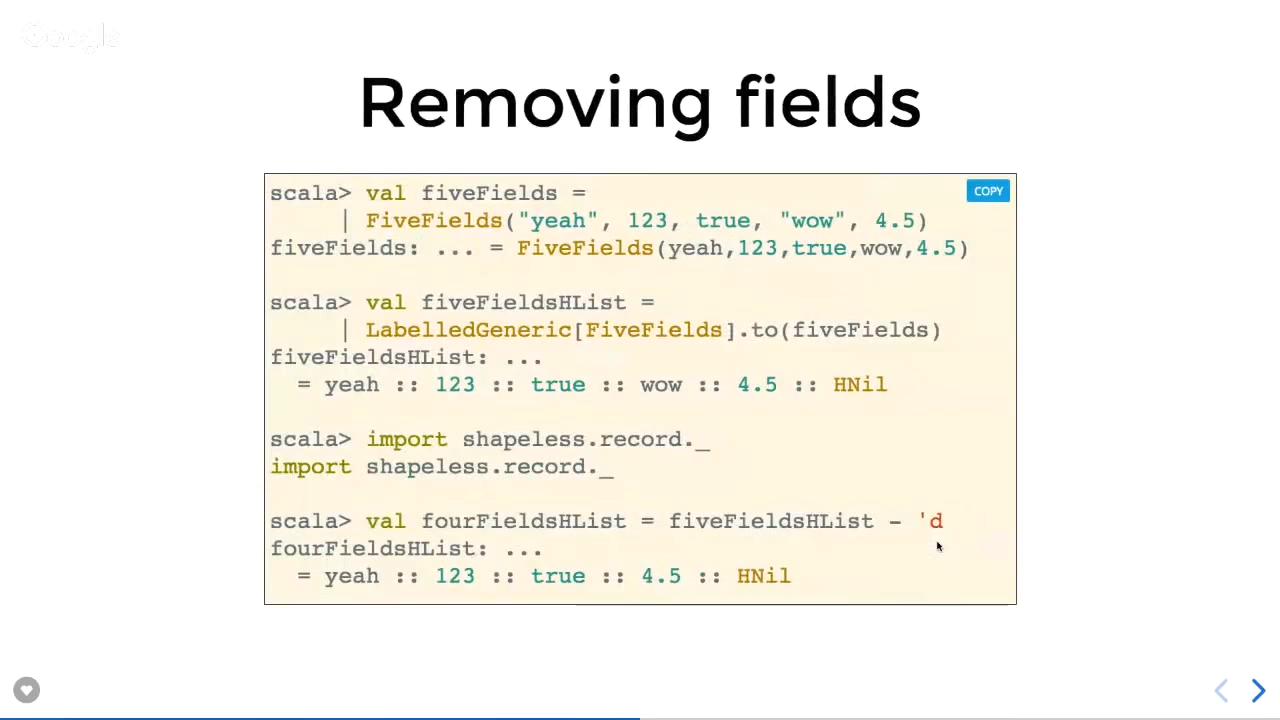 Google
Removing fields
COPY
scala> val fiveFields =
     | FiveFields("yeah", 123, true, "wow", 4.5)
fiveFields: ... = FiveFields(yeah,123,true,wow,4.5)
scala> val fiveFieldsHList =
     | LabelledGeneric[FiveFields].to(fiveFields)
fiveFieldsHList: ...
  = yeah :: 123 :: true :: wow :: 4.5 :: HNil
scala> import shapeless.record._
import shapeless.record._
scala> val fourFieldsHList = fiveFieldsHList - 'd
fourFieldsHList: ...
  = yeah :: 123 :: true :: 4.5 :: HNil